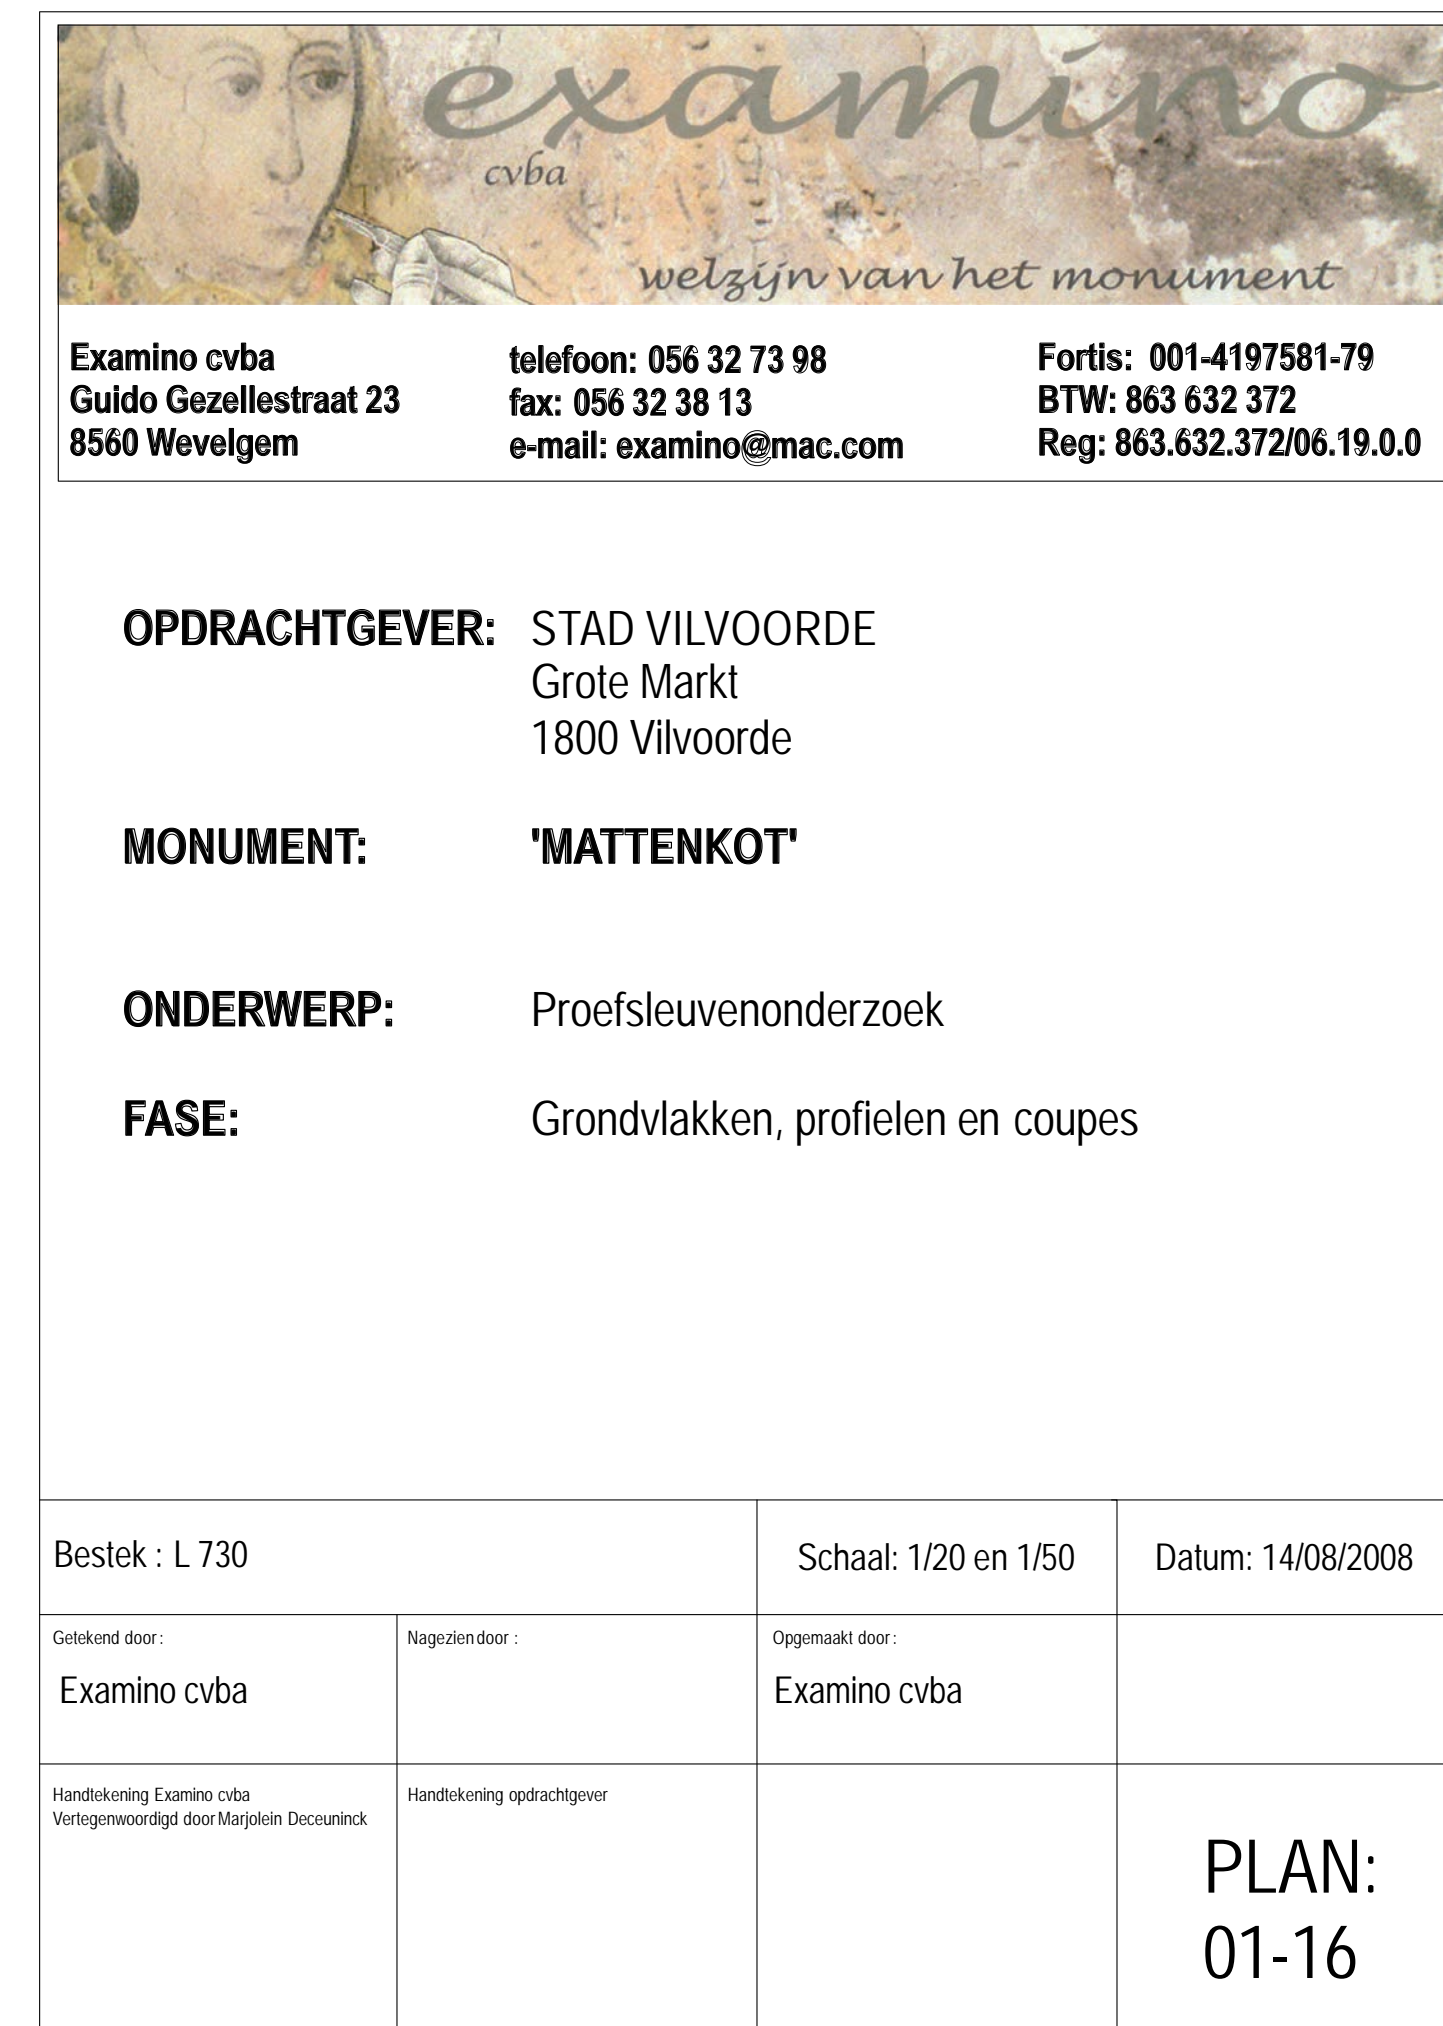 examino
cvba
welzijn van het monument
Examino cvba
Guido Gezellestraat 23
8560 Wevelgem
telefoon: 056 32 73 98
fax: 056 32 38 13
e-mail: examino@mac.com
Fortis: 001-4197581-79
BTW: 863 632 372
Reg: 863.632.372/06.19.0.0
OPDRACHTGEVER: STAD VILVOORDE
Grote Markt
1800 Vilvoorde
MONUMENT: 'MATTENKOT'
ONDERWERP: Proefsleuvenonderzoek
FASE: Grondvlakken, profielen en coupes
Bestek : L 730
Schaal: 1/20 en 1/50
Datum: 14/08/2008
Getekend door :
Examino cvba
Nagezien door :
Opgemaakt door :
Examino cvba
Handtekening Examino cvba
Vertegenwoordigd door Marjolein Deceuninck
Handtekening opdrachtgever
PLAN:
01-16